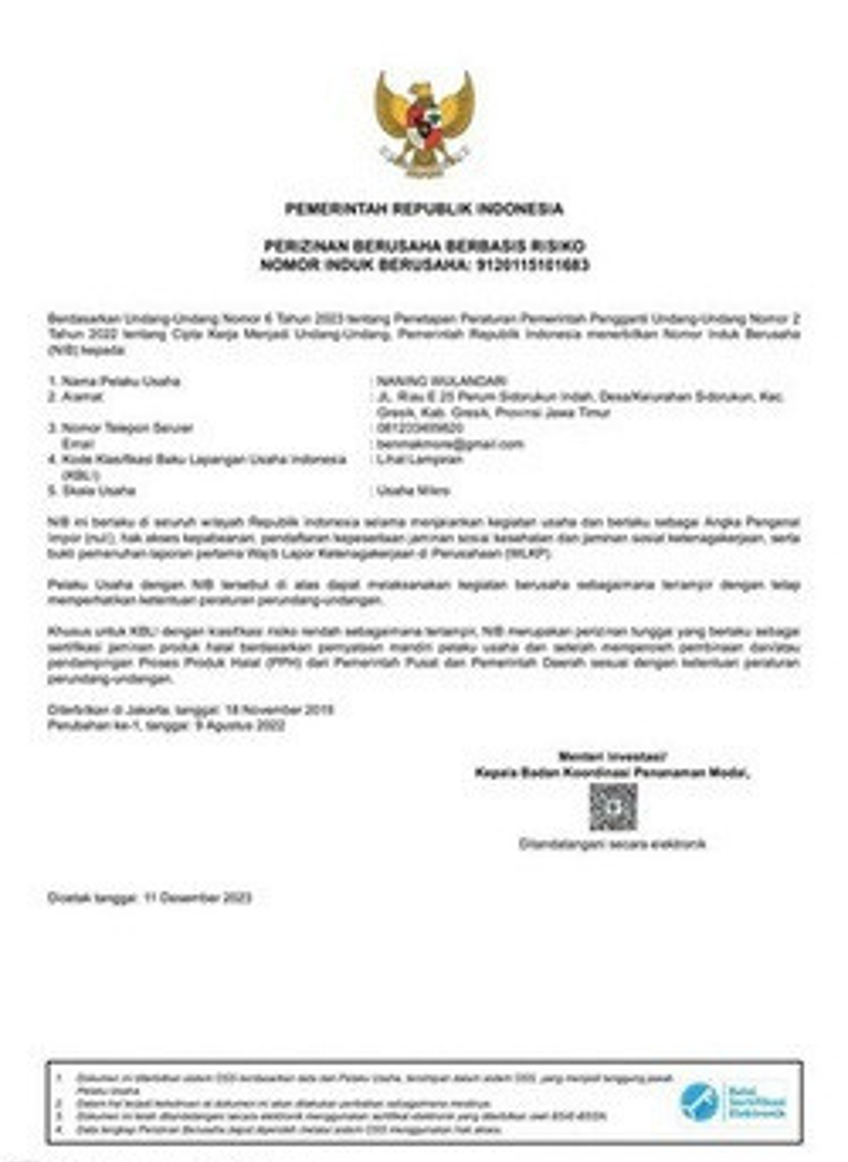 PEMERINTAH REPUBLIK INDONESIA
PERIZINAN BERUSAHA BERBASIS RISIKO
NOMOR INDUK BERUSAHA: 9120115101683
Berdasarkan Undang-Undang Nomor 6 Tahun 2023 tentang Penetapan Peraturan Pemerintah Pengganti Undang-Undang Nomor 2
Tahun 2022 tentang Cipta Kerja Menjadi Undang-Undang, Pemerintah Republik Indonesia menerbitkan Nomor Induk Berusaha
(NIB) kepada:
1. Nama Pelaku Usaha : NANING WULANDARI
2. Alamat : JL. Riau E 25 Perum Sidorukun Indah, Desa/Kelurahan Sidorukun, Kec.
Gresik, Kab. Gresik, Provinsi Jawa Timur
3. Nomor Telepon Seluler :
Email : benmakmore@gmail.com
4. Kode Klasifikasi Baku Lapangan Usaha Indonesia : Lihat Lampiran
(KBLI)
5. Skala Usaha : Usaha Mikro
NIB ini berlaku di seluruh wilayah Republik Indonesia selama menjalankan kegiatan usaha dan berlaku sebagai Angka Pengenal
Impor (null), hak akses kepabeanan, pendaftaran kepesertaan jaminan sosial kesehatan dan jaminan sosial ketenagakerjaan, serta
bukti pemenuhan laporan pertama Wajib Lapor Ketenagakerjaan di Perusahaan (WLKP).
Pelaku Usaha dengan NIB tersebut di atas dapat melaksanakan kegiatan berusaha sebagaimana terlampir dengan tetap
memperhatikan ketentuan peraturan perundang-undangan.
Khusus untuk KBLI dengan klasifikasi risiko rendah sebagaimana terlampir, NIB merupakan perizinan tunggal yang berlaku sebagai
sertifikasi jaminan produk halal berdasarkan pernyataan mandiri pelaku usaha dan setelah memperoleh pembinaan dan/atau
pendampingan Proses Produk Halal (PPH) dari Pemerintah Pusat dan Pemerintah Daerah sesuai dengan ketentuan peraturan
perundang-undangan.
Diterbitkan di Jakarta, tanggal: 18 November 2019
Perubahan ke-1, tanggal: 9 Agustus 2022
Menteri Investasi/
Kepala Badan Koordinasi Penanaman Modal,
Ditandatangani secara elektronik
Dicetak tanggal: 11 Desember 2023
1. Dokumen ini diterbitkan sistem OSS berdasarkan data dari Pelaku Usaha, tersimpan dalam sistem OSS, yang menjadi tanggung jawab
Pelaku Usaha.
2. Dalam hal terjadi kekeliruan isi dokumen ini akan dilakukan perbaikan sebagaimana mestinya.
3. Dokumen ini telah ditandatangani secara elektronik menggunakan sertifikat elektronik yang diterbitkan oleh BSrE-BSSN.
4. Data lengkap Perizinan Berusaha dapat diperoleh melalui sistem OSS menggunakan hak akses.
Balai
Sertifikasi
Elektronik